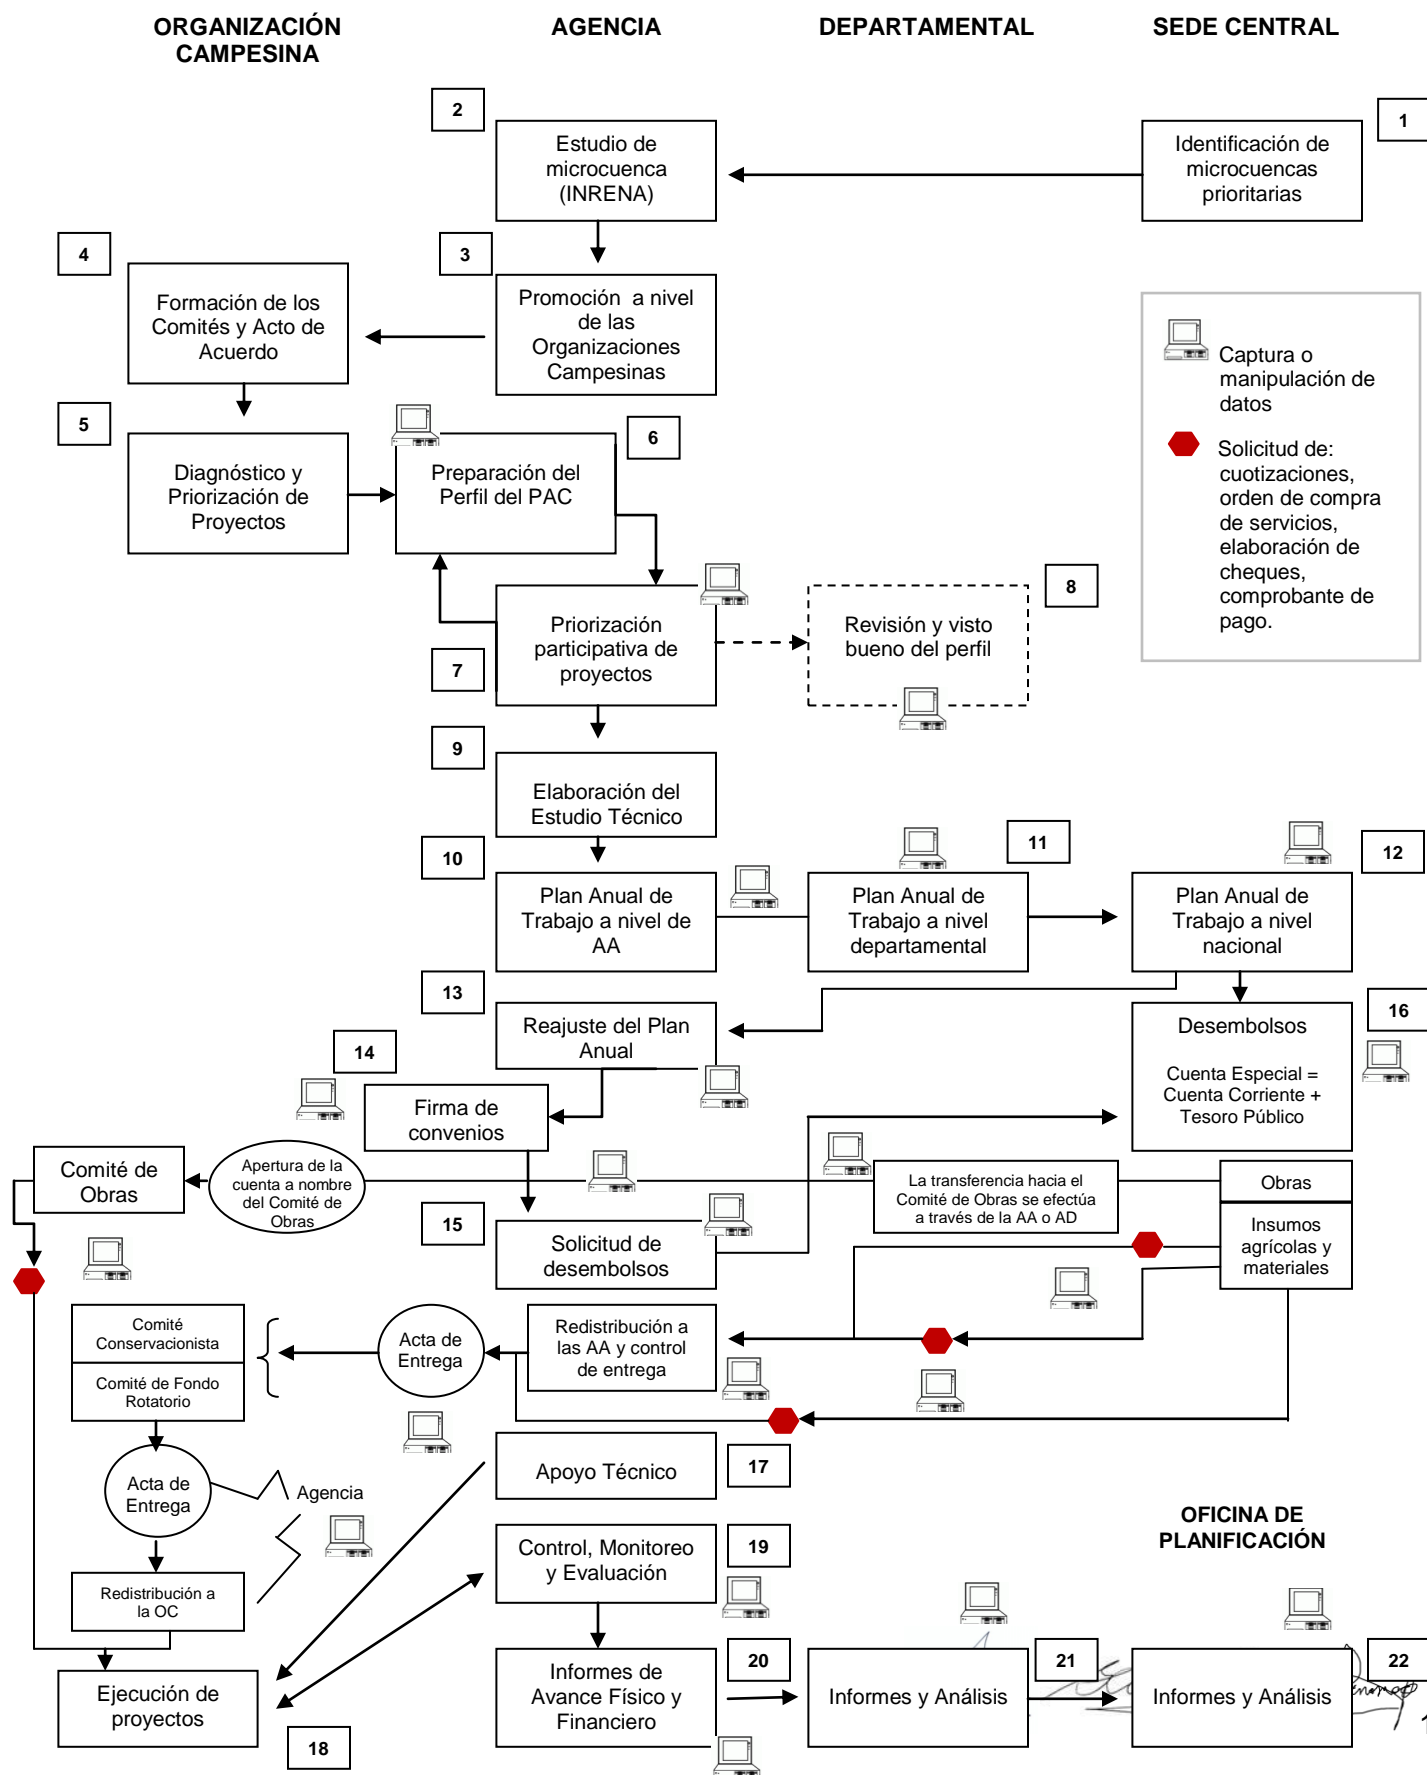 ORGANIZACIÓN
CAMPESINA
AGENCIA
DEPARTAMENTAL
SEDE CENTRAL
2
1
Estudio de
microcuenca
(INRENA)
Identificación de
microcuencas
prioritarias
4
3
Formación de los
Comités y Acto de
Acuerdo
Promoción a nivel
de las
Organizaciones
Campesinas
Captura o
manipulación de
datos
Solicitud de:
cuotizaciones,
orden de compra
de servicios,
elaboración de
cheques,
comprobante de
pago.
5
6
Diagnóstico y
Priorización de
Proyectos
Preparación del
Perfil del PAC
8
Priorización
participativa de
proyectos
Revisión y visto
bueno del perfil
7
9
Elaboración del
Estudio Técnico
10
11
12
Plan Anual de
Trabajo a nivel de
AA
Plan Anual de
Trabajo a nivel
departamental
Plan Anual de
Trabajo a nivel
nacional
13
16
Reajuste del Plan
Anual
Desembolsos
Cuenta Especial =
Cuenta Corriente +
Tesoro Público
14
Firma de
convenios
Comité de
Obras
Apertura de la
cuenta a nombre
del Comité de
Obras
La transferencia hacia el
Comité de Obras se efectúa
a través de la AA o AD
Obras
15
Solicitud de
desembolsos
Insumos
agrícolas y
materiales
Comité
Conservacionista
Comité de Fondo
Rotatorio
Acta de
Entrega
Redistribución a
las AA y control
de entrega
Acta de
Entrega
Agencia
Apoyo Técnico
17
OFICINA DE
PLANIFICACIÓN
Control, Monitoreo
y Evaluación
19
Redistribución a
la OC
Ejecución de
proyectos
18
Informes de
Avance Físico y
Financiero
20
Informes y Análisis
21
Informes y Análisis
22